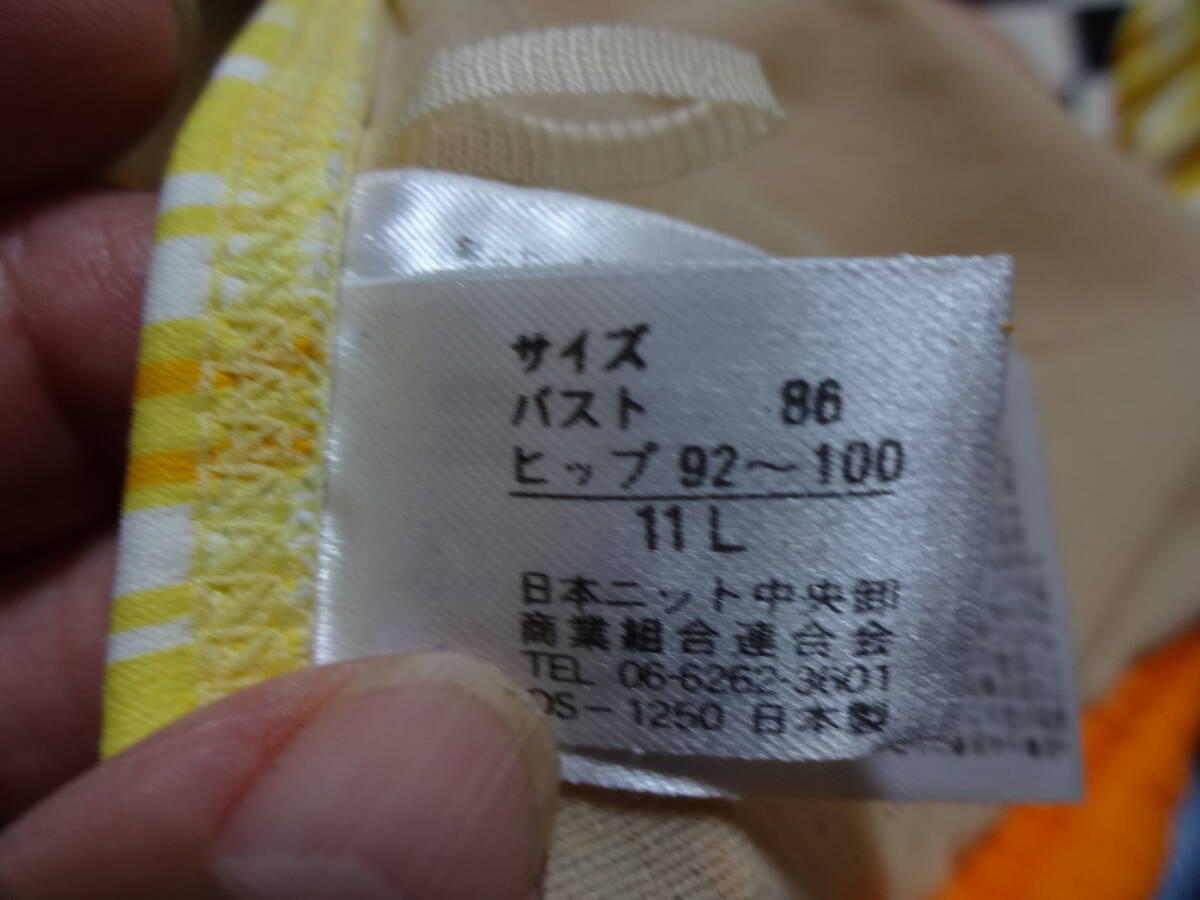 サイズ
バスト 86
ヒップ 92～100
11L
日本ニット中央卸
商業組合連合会
TEL 06-6262-3601
OS-1250 日本製